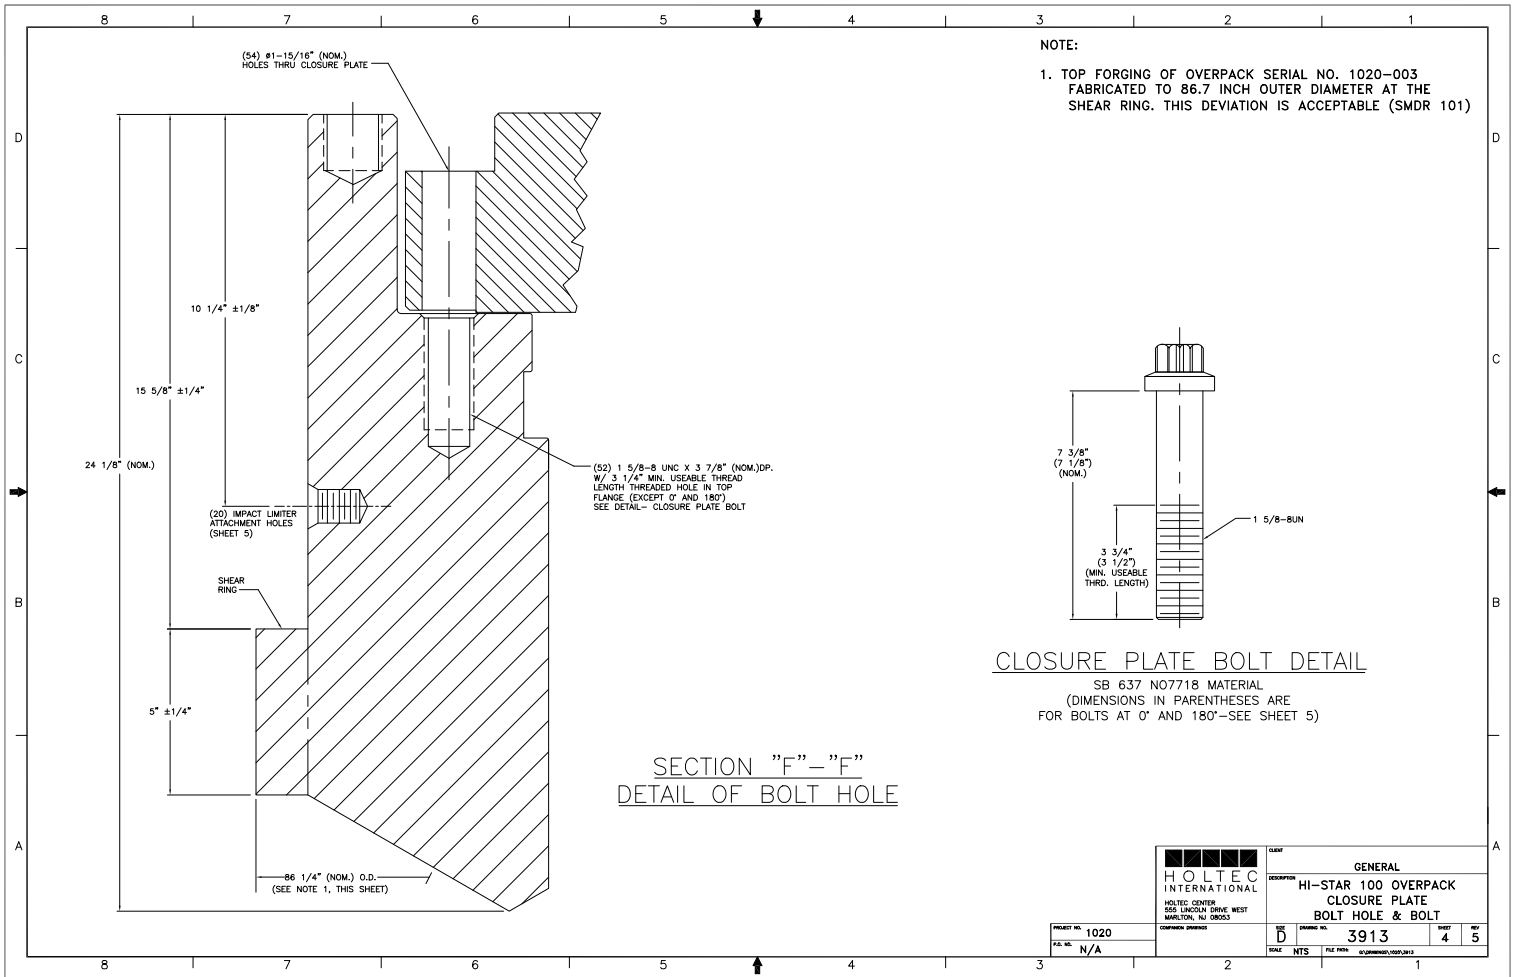 8 7 6 5 4 3 2 1
D
C
B
A
D
C
B
A
NOTE:
1. TOP FORGING OF OVERPACK SERIAL NO. 1020-003
FABRICATED TO 86.7 INCH OUTER DIAMETER AT THE
SHEAR RING. THIS DEVIATION IS ACCEPTABLE (SMDR 101)
(54) ø1-15/16" (NOM.)
HOLES THRU CLOSURE PLATE
10 1/4" ±1/8"
15 5/8" ±1/4"
24 1/8" (NOM.)
(20) IMPACT LIMITER
ATTACHMENT HOLES
(SHEET 5)
SHEAR
RING
5" ±1/4"
86 1/4" (NOM.) O.D.
(SEE NOTE 1, THIS SHEET)
(52) 1 5/8-8 UNC X 3 7/8" (NOM.)DP.
W/ 3 1/4" MIN. USEABLE THREAD
LENGTH THREADED HOLE IN TOP
FLANGE (EXCEPT 0° AND 180°)
SEE DETAIL- CLOSURE PLATE BOLT
SECTION "F"-"F"
DETAIL OF BOLT HOLE
7 3/8"
(7 1/8")
(NOM.)
3 3/4"
(3 1/2")
(MIN. USEABLE
THRD. LENGTH)
1 5/8-8UN
CLOSURE PLATE BOLT DETAIL
SB 637 NO7718 MATERIAL
(DIMENSIONS IN PARENTHESES ARE
FOR BOLTS AT 0° AND 180°-SEE SHEET 5)
HOLTEC
INTERNATIONAL
HOLTEC CENTER
555 LINCOLN DRIVE WEST
MARLTON, NJ 08053
CLIENT
GENERAL
DESCRIPTION
HI-STAR 100 OVERPACK
CLOSURE PLATE
BOLT HOLE & BOLT
PROJECT NO. 1020
P.O. NO. N/A
COMPANION DRAWINGS
SIZE D
DRAWING NO. 3913
SHEET 4
REV 5
SCALE NTS
FILE PATH: G:\DRAWINGS\1020\3913
8 7 6 5 4 3 2 1